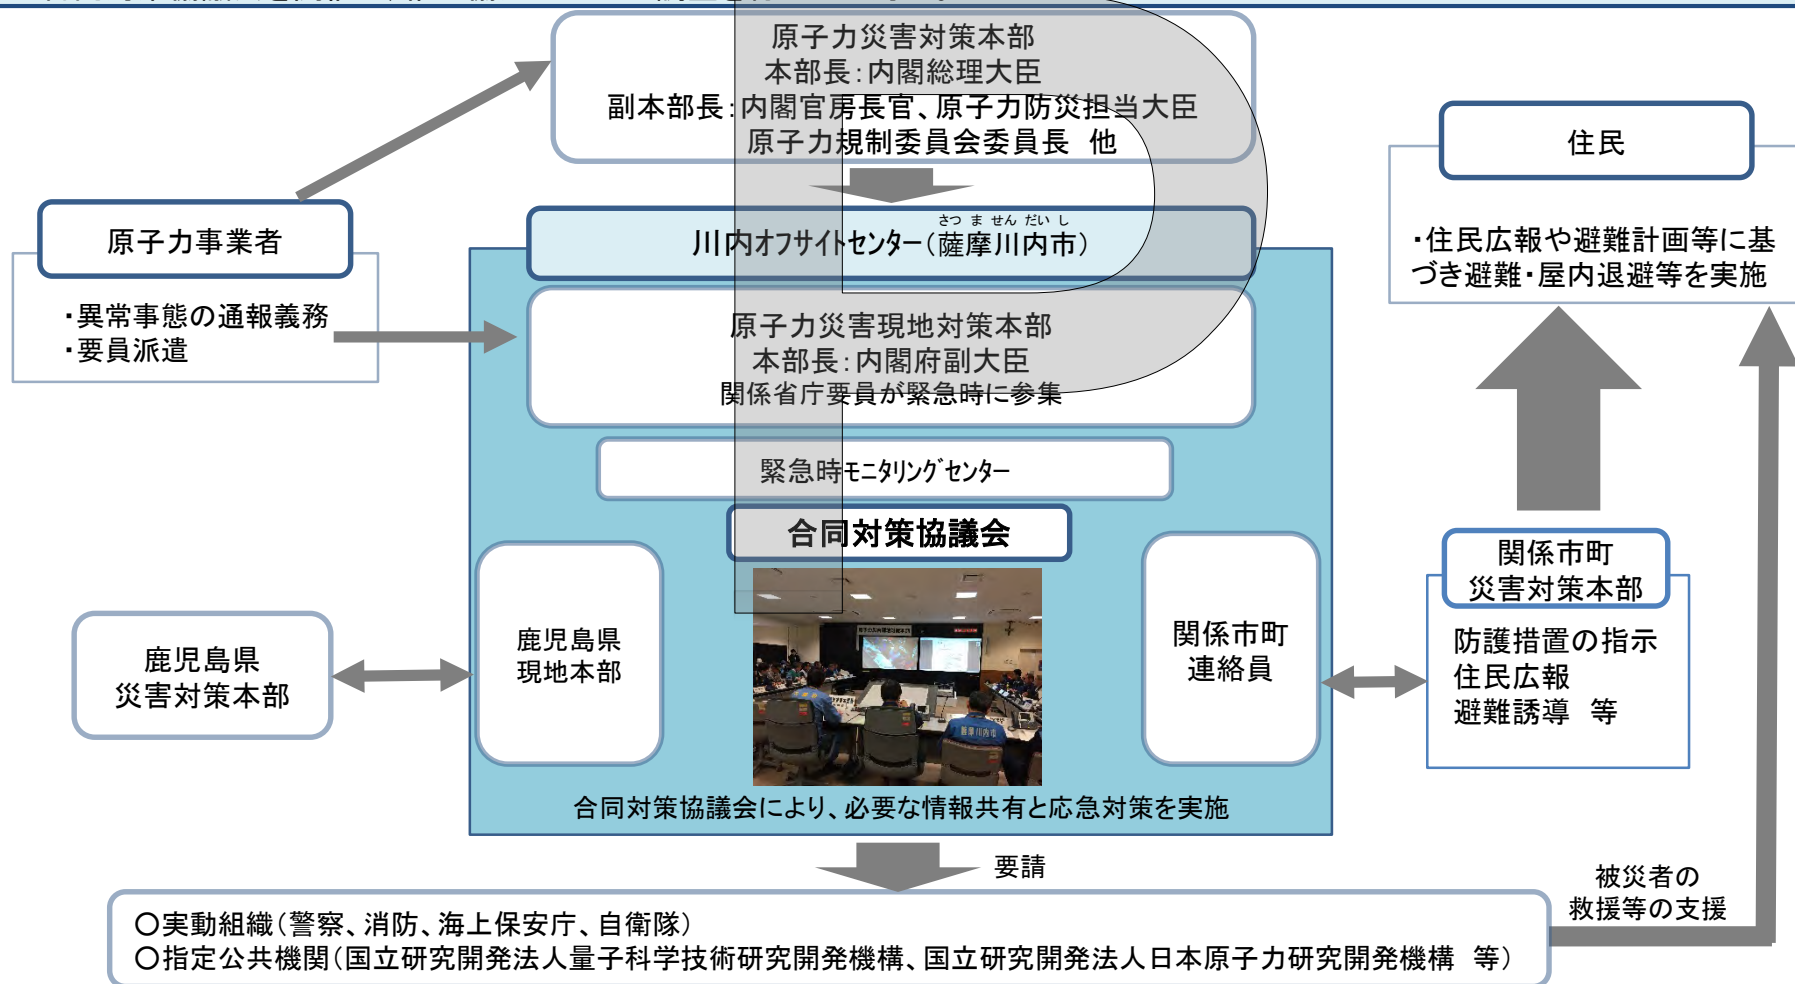 原子力災害対策本部
本部長：内閣総理大臣
副本部長：内閣官房長官、原子力防災担当大臣
原子力規制委員会委員長　他
住民
・住民広報や避難計画等に基
づき避難・屋内退避等を実施
原子力事業者
・異常事態の通報義務
・要員派遣
さつ ま せん だい し
川内オフサイトセンター（薩摩川内市）
原子力災害現地対策本部
本部長：内閣府副大臣
関係省庁要員が緊急時に参集
緊急時モニタリングセンター
合同対策協議会
鹿児島県
災害対策本部
鹿児島県
現地本部
薩摩川内市
関係市町
連絡員
関係市町
災害対策本部
防護措置の指示
住民広報
避難誘導　等
合同対策協議会により、必要な情報共有と応急対策を実施
要請
被災者の
救援等の支援
○実動組織（警察、消防、海上保安庁、自衛隊）
○指定公共機関（国立研究開発法人量子科学技術研究開発機構、国立研究開発法人日本原子力研究開発機構　等）